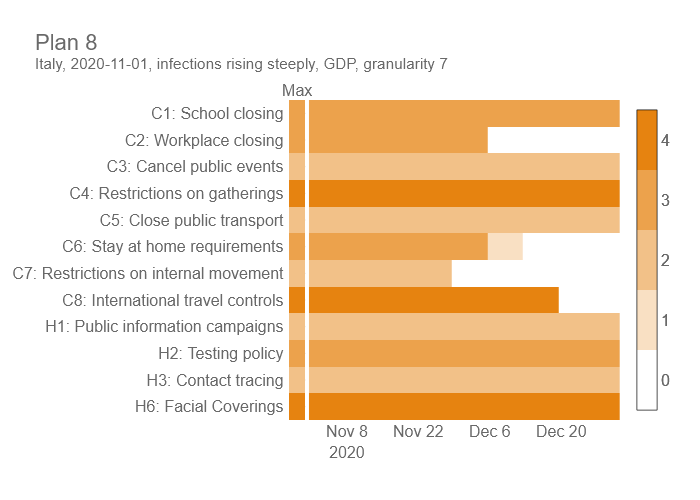 Plan 8
Italy, 2020-11-01, infections rising steeply, GDP, granularity 7
Max
C1: School closing
C2: Workplace closing
C3: Cancel public events
C4: Restrictions on gatherings
C5: Close public transport
C6: Stay at home requirements
C7: Restrictions on internal movement
C8: International travel controls
H1: Public information campaigns
H2: Testing policy
H3: Contact tracing
H6: Facial Coverings
4
3
2
1
0
Nov 8 Nov 22 Dec 6 Dec 20
2020